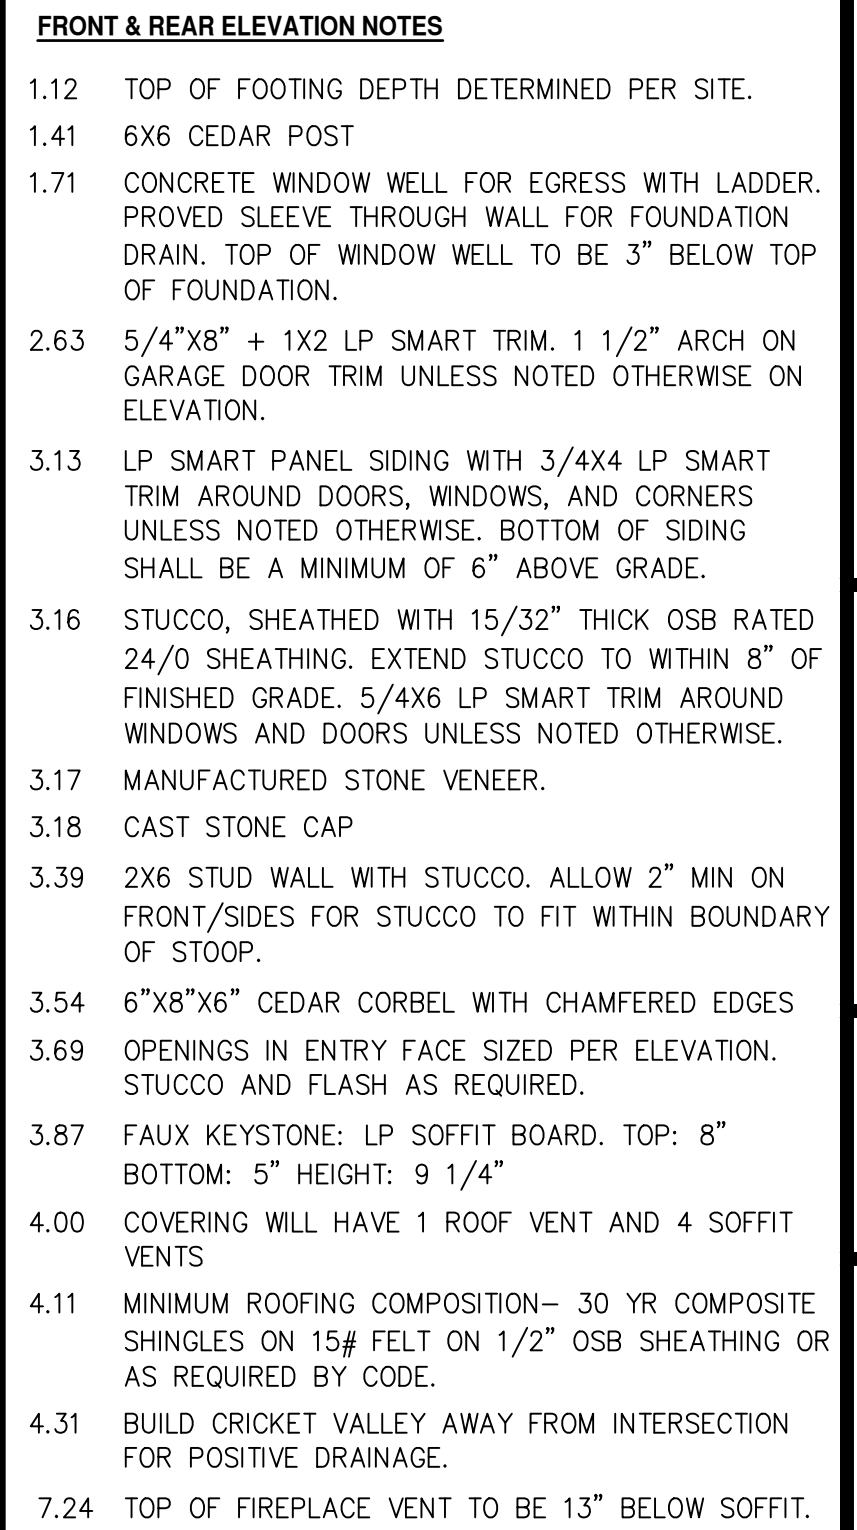 FRONT & REAR ELEVATION NOTES
1.12 TOP OF FOOTING DEPTH DETERMINED PER SITE.
1.41 6X6 CEDAR POST
1.71 CONCRETE WINDOW WELL FOR EGRESS WITH LADDER.
PROVED SLEEVE THROUGH WALL FOR FOUNDATION
DRAIN. TOP OF WINDOW WELL TO BE 3" BELOW TOP
OF FOUNDATION.
2.63 5/4"X8" + 1X2 LP SMART TRIM. 1 1/2" ARCH ON
GARAGE DOOR TRIM UNLESS NOTED OTHERWISE ON
ELEVATION.
3.13 LP SMART PANEL SIDING WITH 3/4X4 LP SMART
TRIM AROUND DOORS, WINDOWS, AND CORNERS
UNLESS NOTED OTHERWISE. BOTTOM OF SIDING
SHALL BE A MINIMUM OF 6" ABOVE GRADE.
3.16 STUCCO, SHEATHED WITH 15/32" THICK OSB RATED
24/0 SHEATHING. EXTEND STUCCO TO WITHIN 8" OF
FINISHED GRADE. 5/4X6 LP SMART TRIM AROUND
WINDOWS AND DOORS UNLESS NOTED OTHERWISE.
3.17 MANUFACTURED STONE VENEER.
3.18 CAST STONE CAP
3.39 2X6 STUD WALL WITH STUCCO. ALLOW 2" MIN ON
FRONT/SIDES FOR STUCCO TO FIT WITHIN BOUNDARY
OF STOOP.
3.54 6"X8"X6" CEDAR CORBEL WITH CHAMFERED EDGES
3.69 OPENINGS IN ENTRY FACE SIZED PER ELEVATION.
STUCCO AND FLASH AS REQUIRED.
3.87 FAUX KEYSTONE: LP SOFFIT BOARD. TOP: 8"
BOTTOM: 5" HEIGHT: 9 1/4"
4.00 COVERING WILL HAVE 1 ROOF VENT AND 4 SOFFIT
VENTS
4.11 MINIMUM ROOFING COMPOSITION– 30 YR COMPOSITE
SHINGLES ON 15# FELT ON 1/2" OSB SHEATHING OR
AS REQUIRED BY CODE.
4.31 BUILD CRICKET VALLEY AWAY FROM INTERSECTION
FOR POSITIVE DRAINAGE.
7.24 TOP OF FIREPLACE VENT TO BE 13" BELOW SOFFIT.